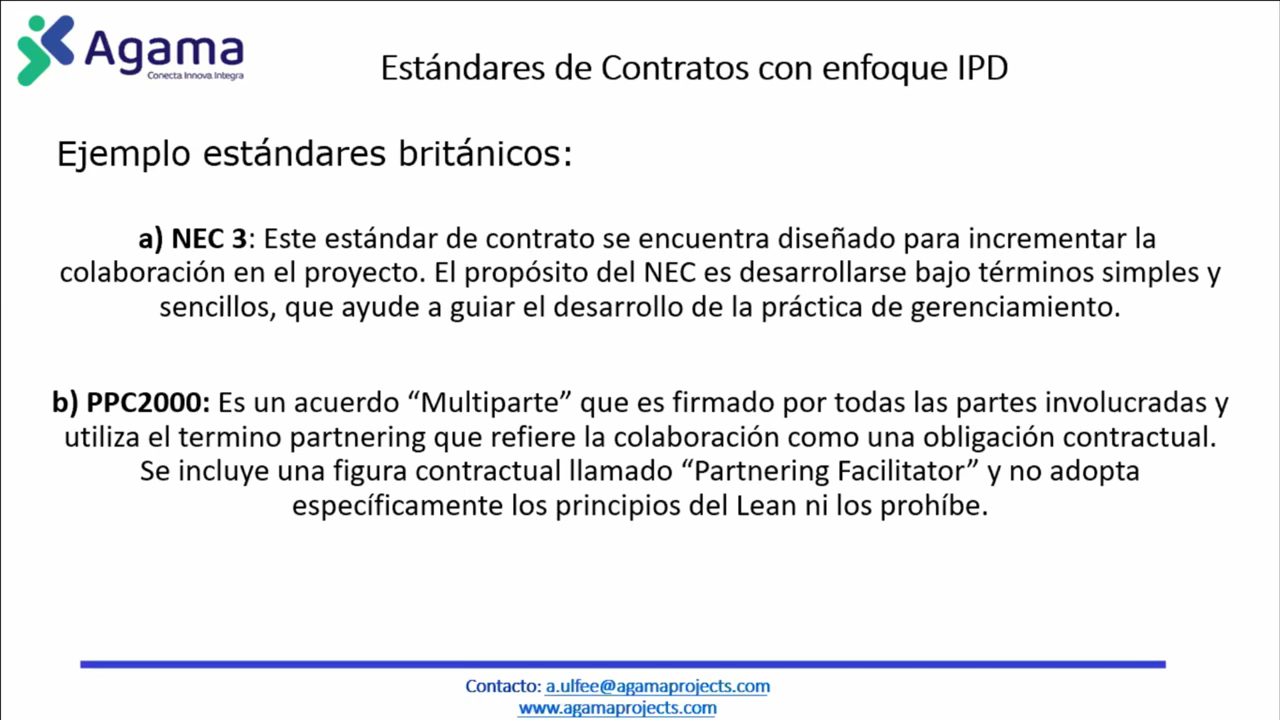 Agama
Conecta Innova Integra
Estándares de Contratos con enfoque IPD
Ejemplo estándares británicos:
a) NEC 3: Este estándar de contrato se encuentra diseñado para incrementar la
colaboración en el proyecto. El propósito del NEC es desarrollarse bajo términos simples y
sencillos, que ayude a guiar el desarrollo de la práctica de gerenciamiento.
b) PPC2000: Es un acuerdo “Multiparte” que es firmado por todas las partes involucradas y
utiliza el termino partnering que refiere la colaboración como una obligación contractual.
Se incluye una figura contractual llamado “Partnering Facilitator” y no adopta
específicamente los principios del Lean ni los prohíbe.
Contacto: a.ulfee@agamaprojects.com
www.agamaprojects.com